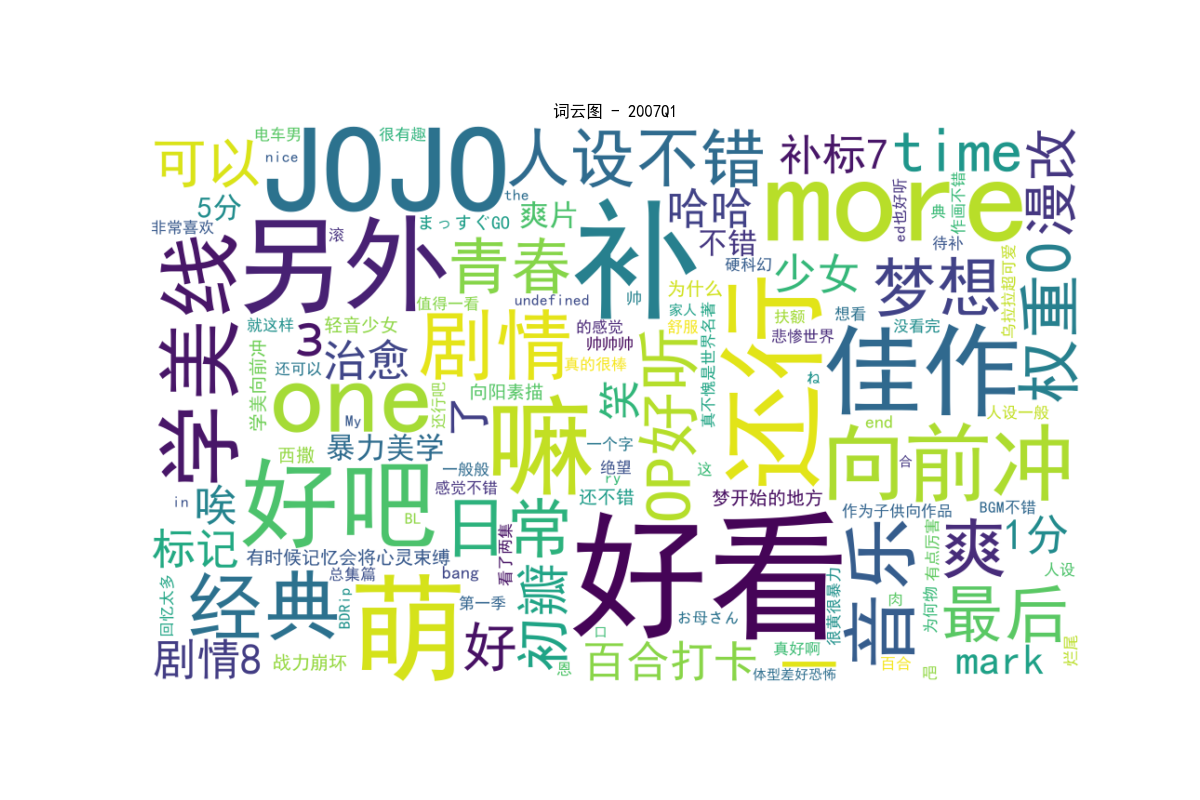 词云图 - 2007Q1
电车男
很有趣
可以
nice
JOJO
人设不错
补标7
time
漫改
the
5分
非常喜欢
滚
另外
まっすぐGO
爽片
补
哈哈
more
ed也好听
典
作画不错
待补
不错
青春
硬科幻
少女
梦想
乌拉拉超可爱
权重0
学美线
值得一看
undefined
帅
为什么
家人
舒服
真不愧是世界名著
还行
扶额
想看
没看完
悲惨世界
佳作
就这样
轻音少女
3
剧情
的感觉
帅帅帅
真的很棒
治愈
还可以
学美向前冲
one
My
还行吧
向阳素描
了
笑
OP好听
ね
人设一般
end
嘛
向前冲
暴力美学
西撒
一个字
一般般
绝望
这
合
ry
感觉不错
还不错
梦开始的地方
in
唉
好吧
BL
日常
作为子供向作品
BGM不错
1分
标记
有时候记忆会将心灵束缚
看了两集
好看
音乐
有点厉害
爽
总集篇
bang
人设
回忆太多
经典
BDRip
萌
第一季
初瓣
お母さん
很黄很暴力
肉
为何物
最后
剧情8
战力崩坏
好
口
恩
百合打卡
真好啊
体型差好恐怖
百合
mark
烂尾